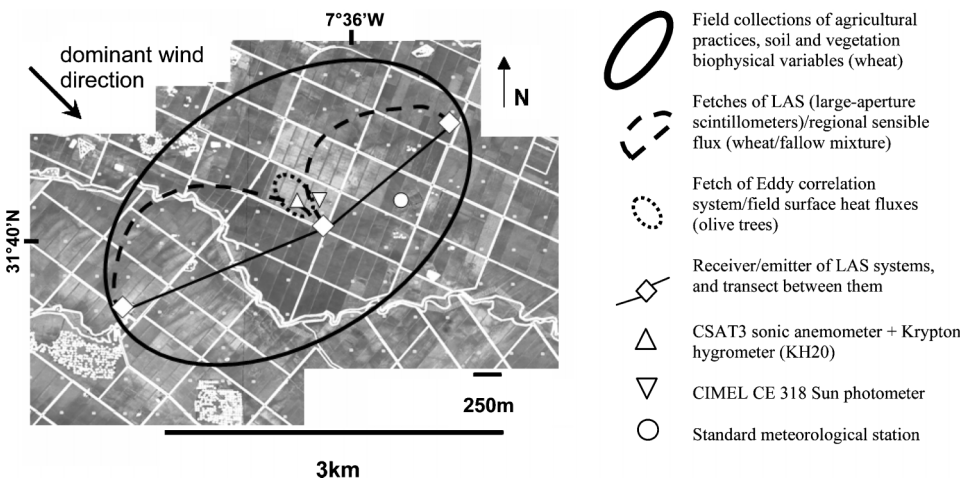 7°36'W
dominant wind
direction
N
31°40'N
250m
3km
Field collections of agricultural
practices, soil and vegetation
biophysical variables (wheat)
Fetches of LAS (large-aperture
scintillometers)/regional sensible
flux (wheat/fallow mixture)
Fetch of Eddy correlation
system/field surface heat fluxes
(olive trees)
Receiver/emitter of LAS systems,
and transect between them
CSAT3 sonic anemometer + Krypton
hygrometer (KH20)
CIMEL CE 318 Sun photometer
Standard meteorological station